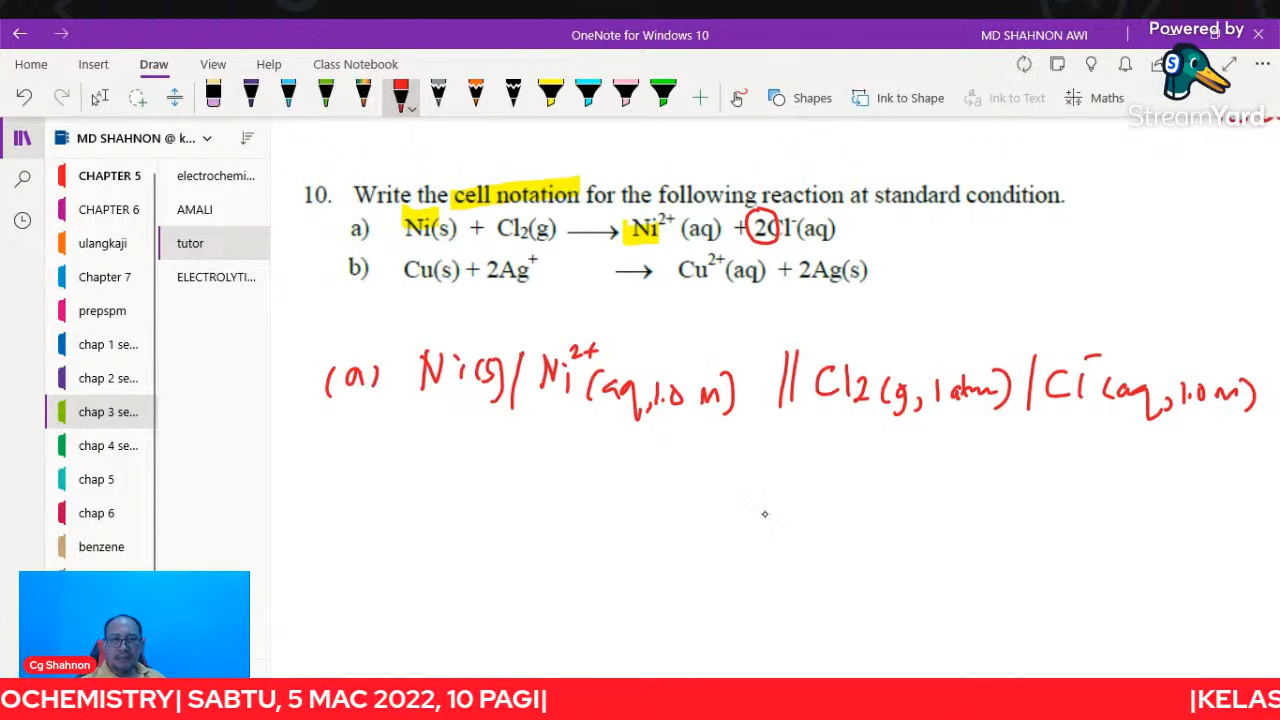 Powered by
OneNote for Windows 10
MD SHAHNON AWI
StreamYard
Home Insert Draw View Help Class Notebook
Shapes Ink to Shape Ink to Text Maths
MD SHAHNON @ k...
CHAPTER 5
CHAPTER 6
ulangkaji
Chapter 7
prepspm
chap 1 se...
chap 2 se...
chap 3 se...
chap 4 se...
chap 5
chap 6
benzene
electrochemi...
AMALI
tutor
ELECTROLYTI...
10. Write the cell notation for the following reaction at standard condition.
a) Ni(s) + Cl₂(g) ⟶ Ni²⁺ (aq) + 2Cl⁻(aq)
b) Cu(s) + 2Ag⁺ → Cu²⁺(aq) + 2Ag(s)
(a) Ni(s) / Ni²⁺(aq, 1.0 M) // Cl₂(g, 1 atm) / Cl⁻(aq, 1.0 M)
Cg Shahnon
OCHEMISTRY| SABTU, 5 MAC 2022, 10 PAGI| |KELAS